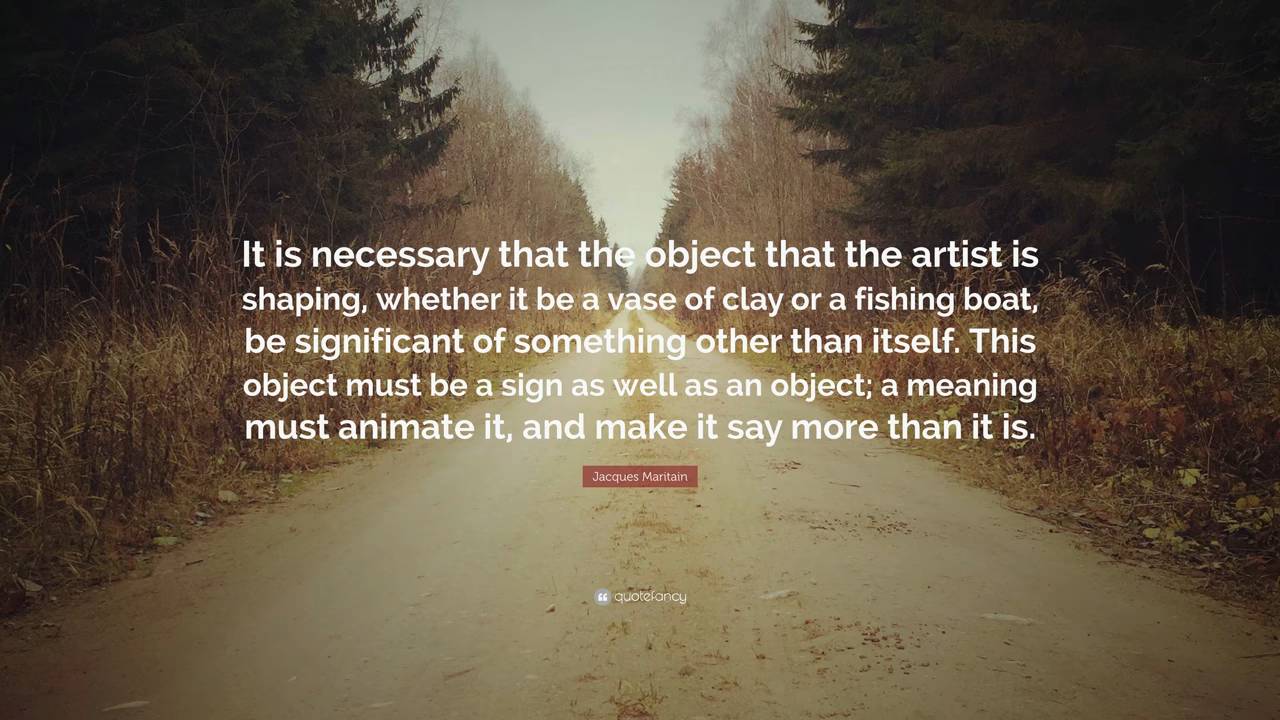 It is necessary that the object that the artist is
shaping, whether it be a vase of clay or a fishing boat,
be significant of something other than itself. This
object must be a sign as well as an object; a meaning
must animate it, and make it say more than it is.
Jacques Maritain
quotefancy